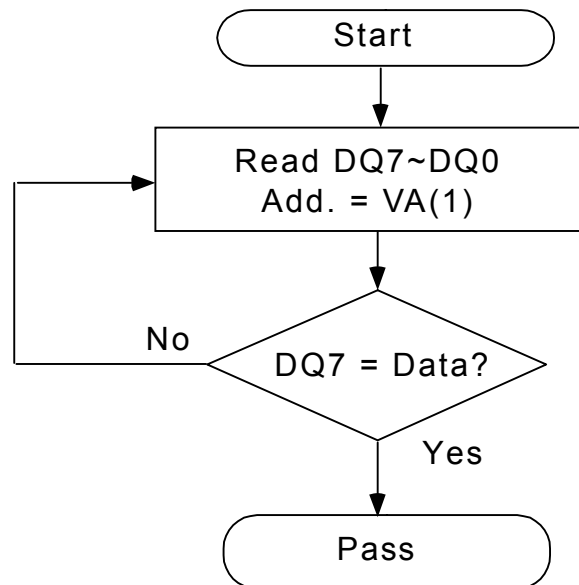 Start
Read DQ7~DQ0
Add. = VA(1)
No
DQ7 = Data?
Yes
Pass